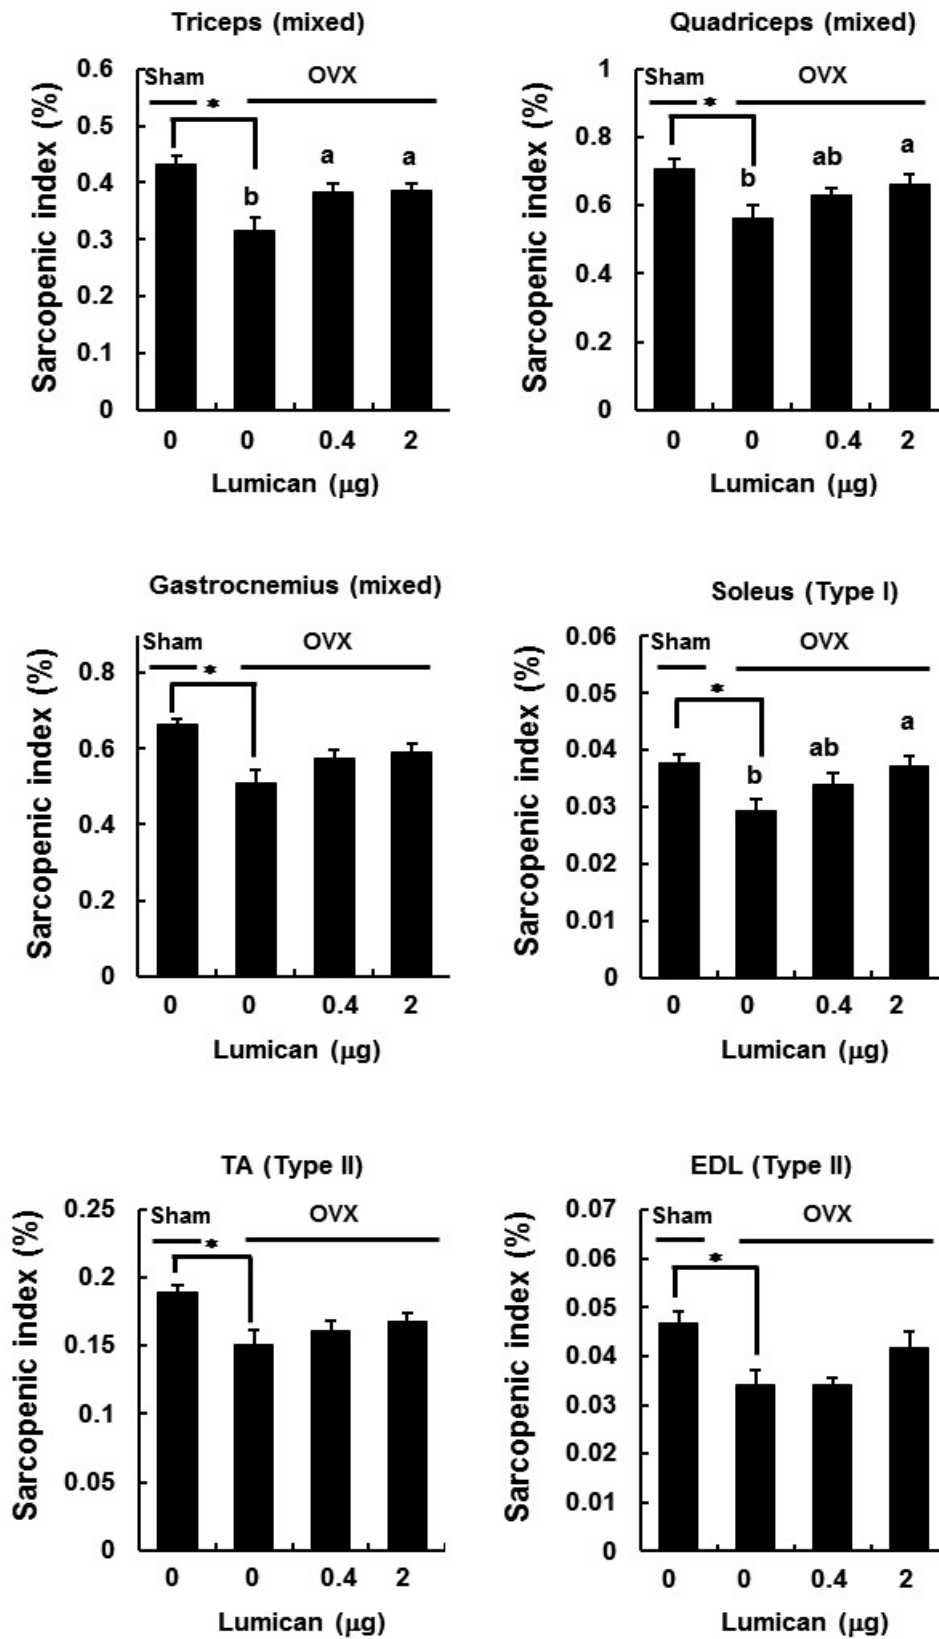 Triceps (mixed)
Sarcopenic index (%)
0.6
0.5
0.4
0.3
0.2
0.1
0
Sham
OVX
*
b
a
a
0 0 0.4 2
Lumican (μg)
Quadriceps (mixed)
Sarcopenic index (%)
1
0.8
0.6
0.4
0.2
0
Sham
OVX
*
b
ab
a
0 0 0.4 2
Lumican (μg)
Gastrocnemius (mixed)
Sarcopenic index (%)
0.8
0.6
0.4
0.2
0
Sham
OVX
*
0 0 0.4 2
Lumican (μg)
Soleus (Type I)
Sarcopenic index (%)
0.06
0.05
0.04
0.03
0.02
0.01
0
Sham
OVX
*
b
ab
a
0 0 0.4 2
Lumican (μg)
TA (Type II)
Sarcopenic index (%)
0.25
0.2
0.15
0.1
0.05
0
Sham
OVX
*
0 0 0.4 2
Lumican (μg)
EDL (Type II)
Sarcopenic index (%)
0.07
0.06
0.05
0.04
0.03
0.02
0.01
0
Sham
OVX
*
0 0 0.4 2
Lumican (μg)